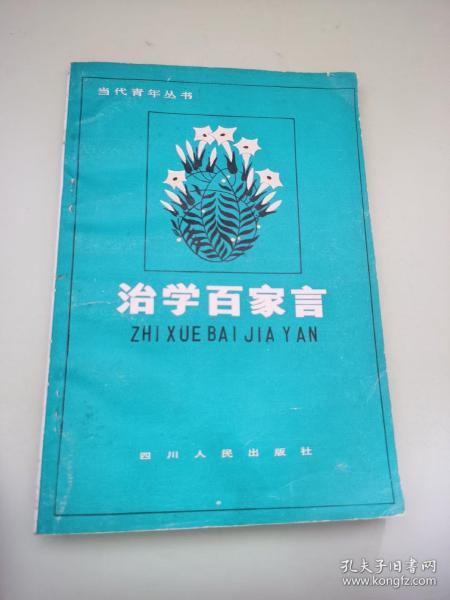 当代青年丛书
治学百家言
ZHI XUE BAI JIA YAN
四川人民出版社
孔夫子旧书网
www.kongfz.com